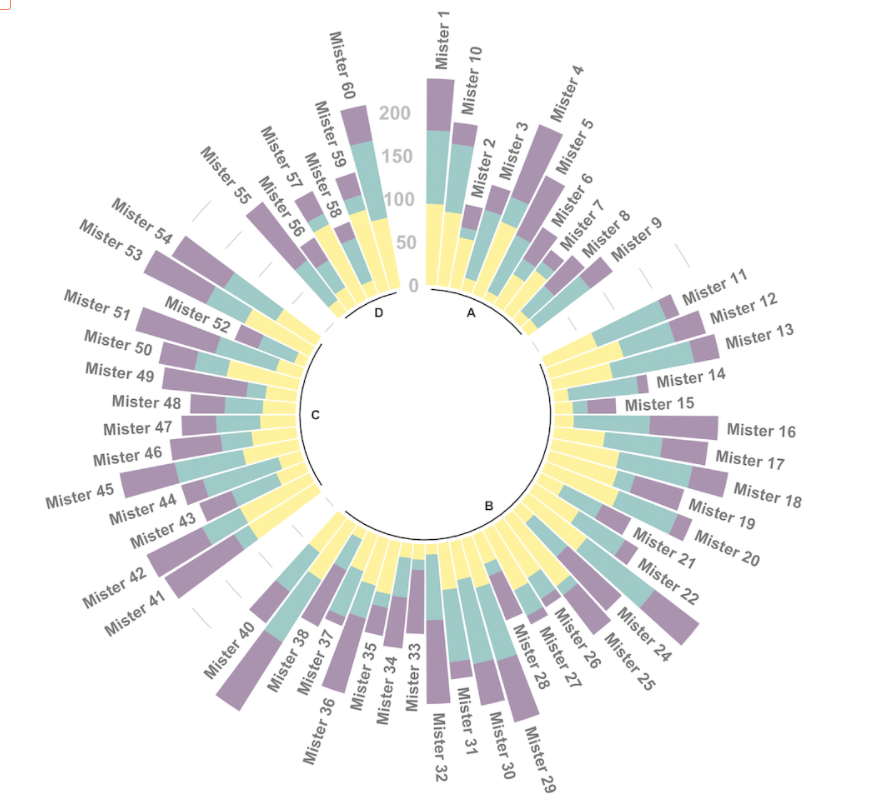 Mister 1
Mister 10
Mister 2
Mister 3
Mister 4
Mister 5
Mister 6
Mister 7
Mister 8
Mister 9
Mister 11
Mister 12
Mister 13
Mister 14
Mister 15
Mister 16
Mister 17
Mister 18
Mister 19
Mister 20
Mister 21
Mister 22
Mister 24
Mister 25
Mister 26
Mister 27
Mister 28
Mister 29
Mister 30
Mister 31
Mister 32
Mister 33
Mister 34
Mister 35
Mister 36
Mister 37
Mister 38
Mister 40
Mister 41
Mister 42
Mister 43
Mister 44
Mister 45
Mister 46
Mister 47
Mister 48
Mister 49
Mister 50
Mister 51
Mister 52
Mister 53
Mister 54
Mister 55
Mister 56
Mister 57
Mister 58
Mister 59
Mister 60
200
150
100
50
0
A
B
C
D